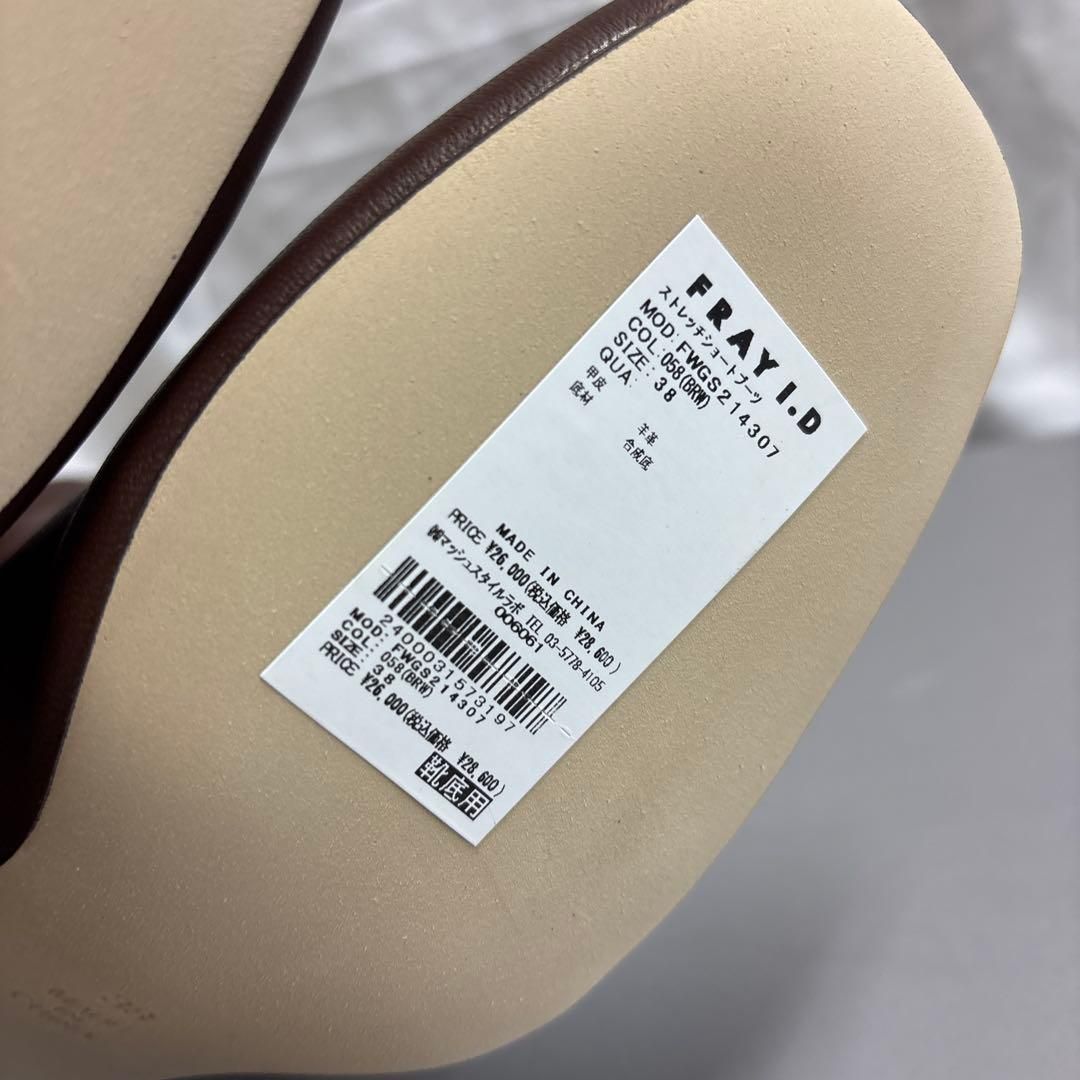 FRAY I.D
ストレッチショートブーツ
MOD:FWGS214307
COL:058(BRW)
SIZE:38
QUA:
甲皮 羊革
底材 合成底
MADE IN CHINA
PRICE ¥26,000(税込価格 ¥28,600)
㈱マッシュスタイルラボ TEL 03-5778-4105
006061
2400031573197
MOD:FWGS214307
COL:058(BRW)
SIZE:38
PRICE ¥26,000(税込価格 ¥28,600)
靴底用